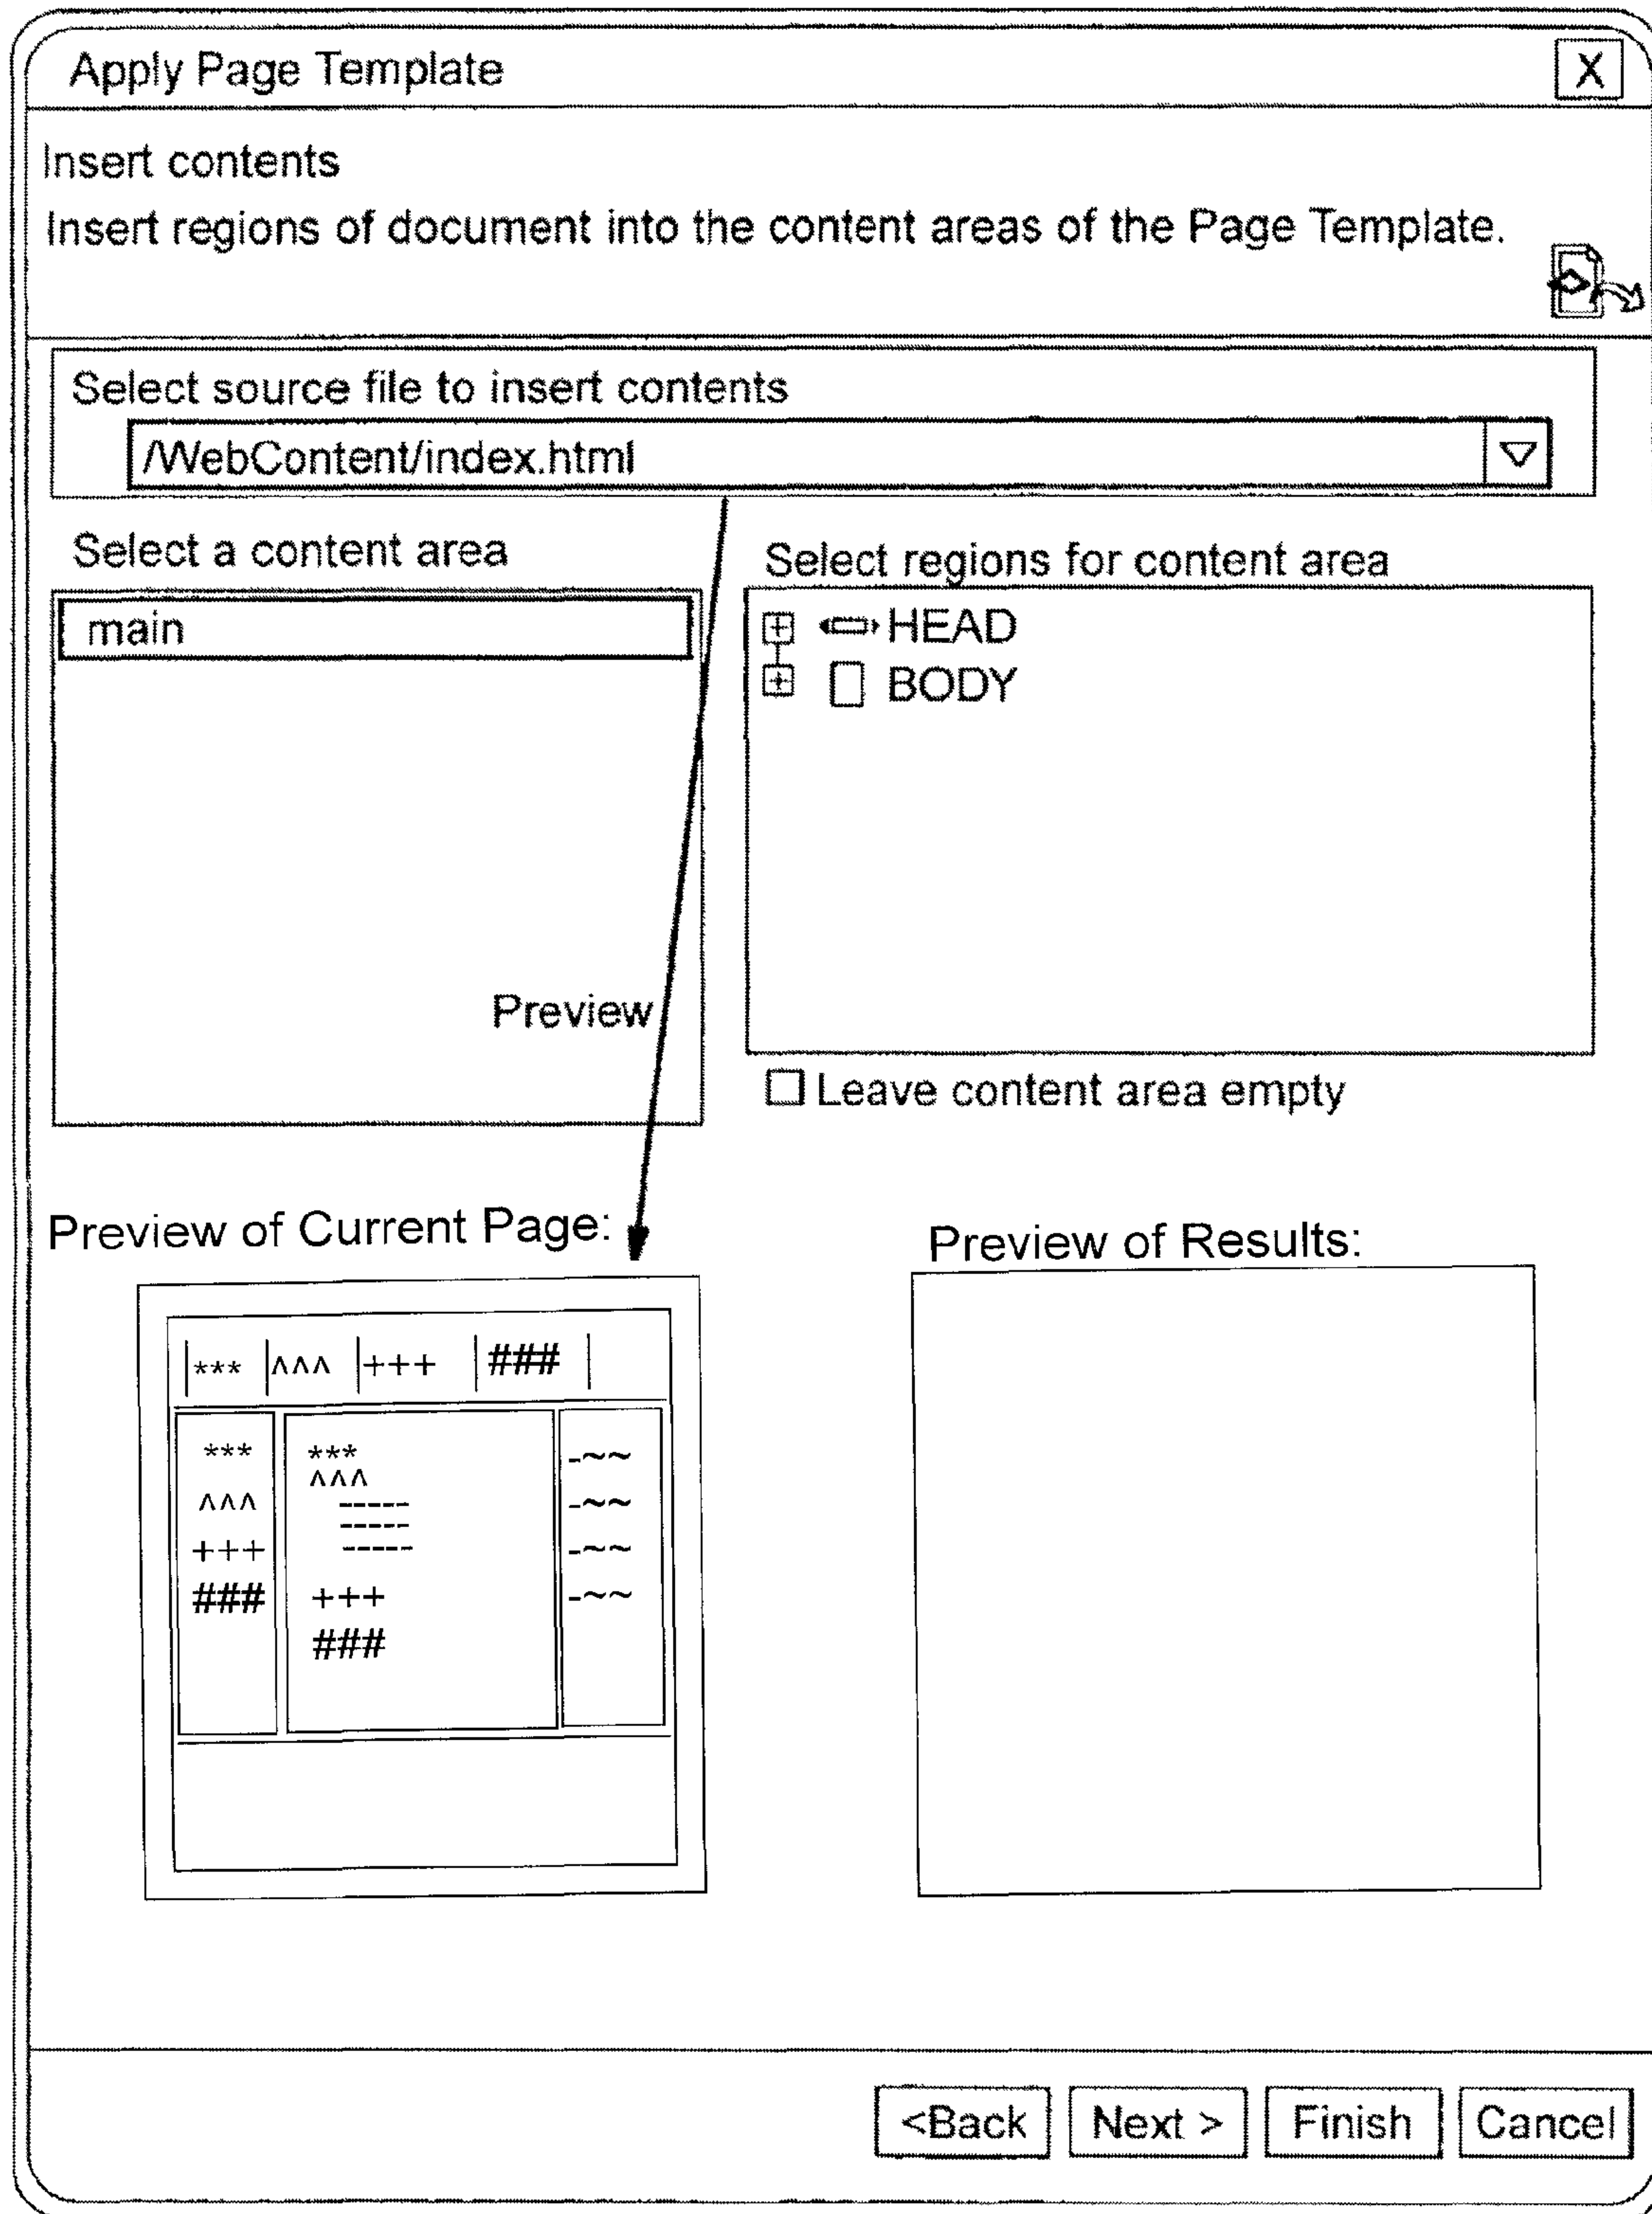 Apply Page Template X
Insert contents
Insert regions of document into the content areas of the Page Template.
Select source file to insert contents
/WebContent/index.html
Select a content area
main
Select regions for content area
HEAD
BODY
Preview
Leave content area empty
Preview of Current Page:
*** ^^^ +++ ###
***
^^^
+++
###
***
^^^
-----
-----
-----
+++
###
-~~
-~~
-~~
-~~
Preview of Results:
<Back Next > Finish Cancel